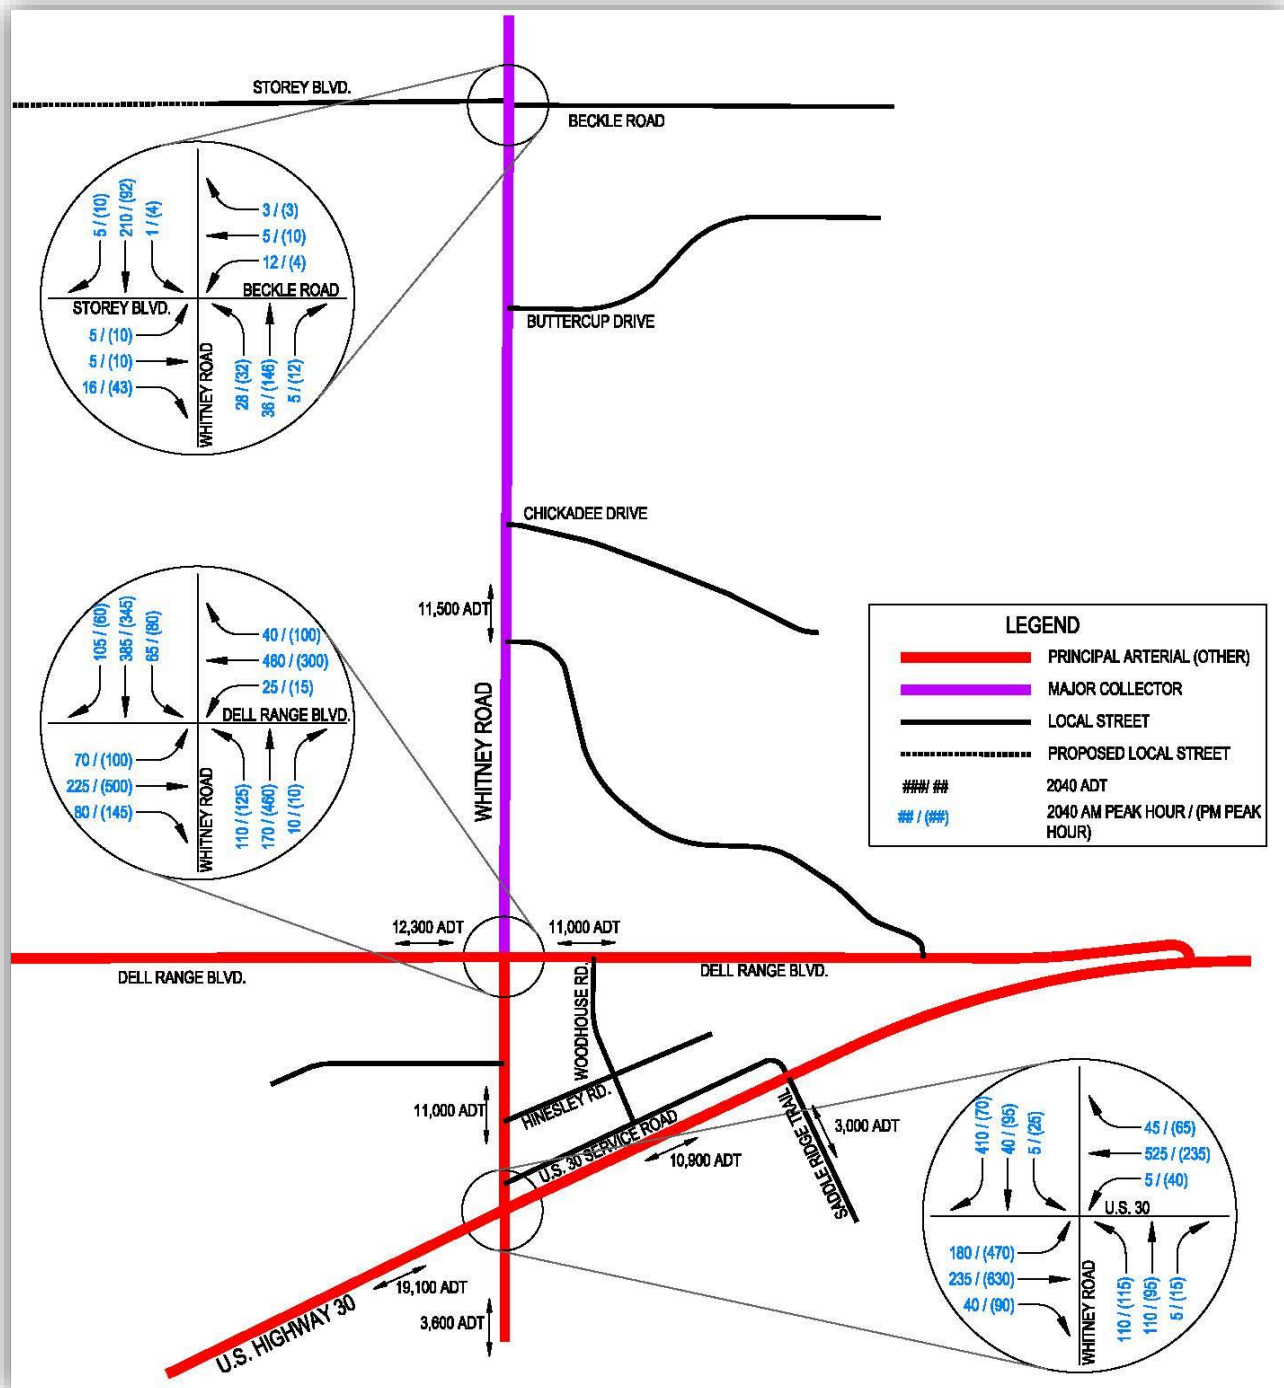 STOREY BLVD.
BECKLE ROAD
5 / (10)
210 / (92)
1 / (4)
3 / (3)
5 / (10)
12 / (4)
BECKLE ROAD
STOREY BLVD.
5 / (10)
5 / (10)
16 / (43)
WHITNEY ROAD
28 / (32)
36 / (146)
5 / (12)
BUTTERCUP DRIVE
CHICKADEE DRIVE
11,500 ADT
WHITNEY ROAD
105 / (60)
385 / (345)
65 / (80)
40 / (100)
460 / (300)
25 / (15)
DELL RANGE BLVD.
70 / (100)
225 / (500)
80 / (145)
WHITNEY ROAD
110 / (125)
170 / (460)
10 / (10)
LEGEND
PRINCIPAL ARTERIAL (OTHER)
MAJOR COLLECTOR
LOCAL STREET
PROPOSED LOCAL STREET
###/ ## 2040 ADT
## / (##) 2040 AM PEAK HOUR / (PM PEAK
HOUR)
12,300 ADT
11,000 ADT
DELL RANGE BLVD.
DELL RANGE BLVD.
WOODHOUSE RD.
HINESLEY RD.
11,000 ADT
U.S. 30 SERVICE ROAD
10,900 ADT
SADDLE RIDGE TRAIL
3,000 ADT
19,100 ADT
U.S. HIGHWAY 30
3,600 ADT
410 / (70)
40 / (95)
5 / (25)
45 / (65)
525 / (235)
5 / (40)
U.S. 30
180 / (470)
235 / (630)
40 / (90)
WHITNEY ROAD
110 / (115)
110 / (95)
5 / (15)